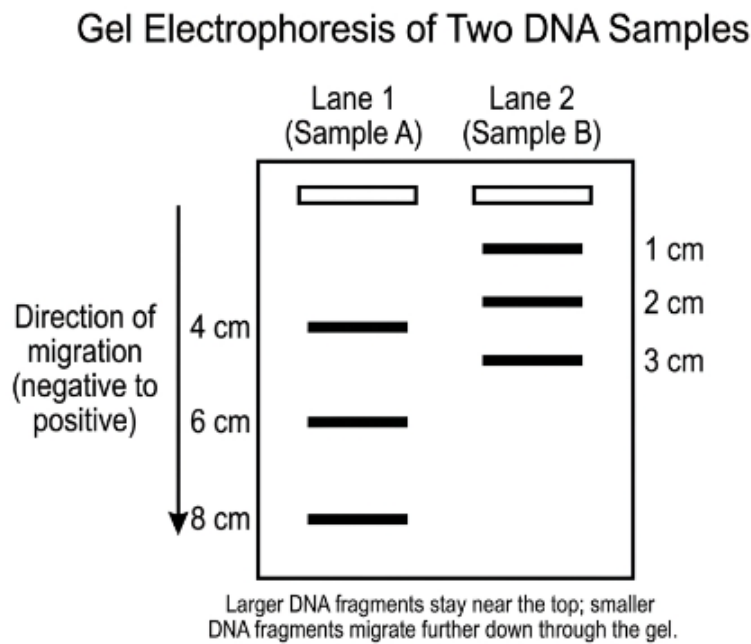 Gel Electrophoresis of Two DNA Samples
Lane 1
(Sample A)
Lane 2
(Sample B)
1 cm
2 cm
3 cm
Direction of
migration
(negative to
positive)
4 cm
6 cm
8 cm
Larger DNA fragments stay near the top; smaller
DNA fragments migrate further down through the gel.